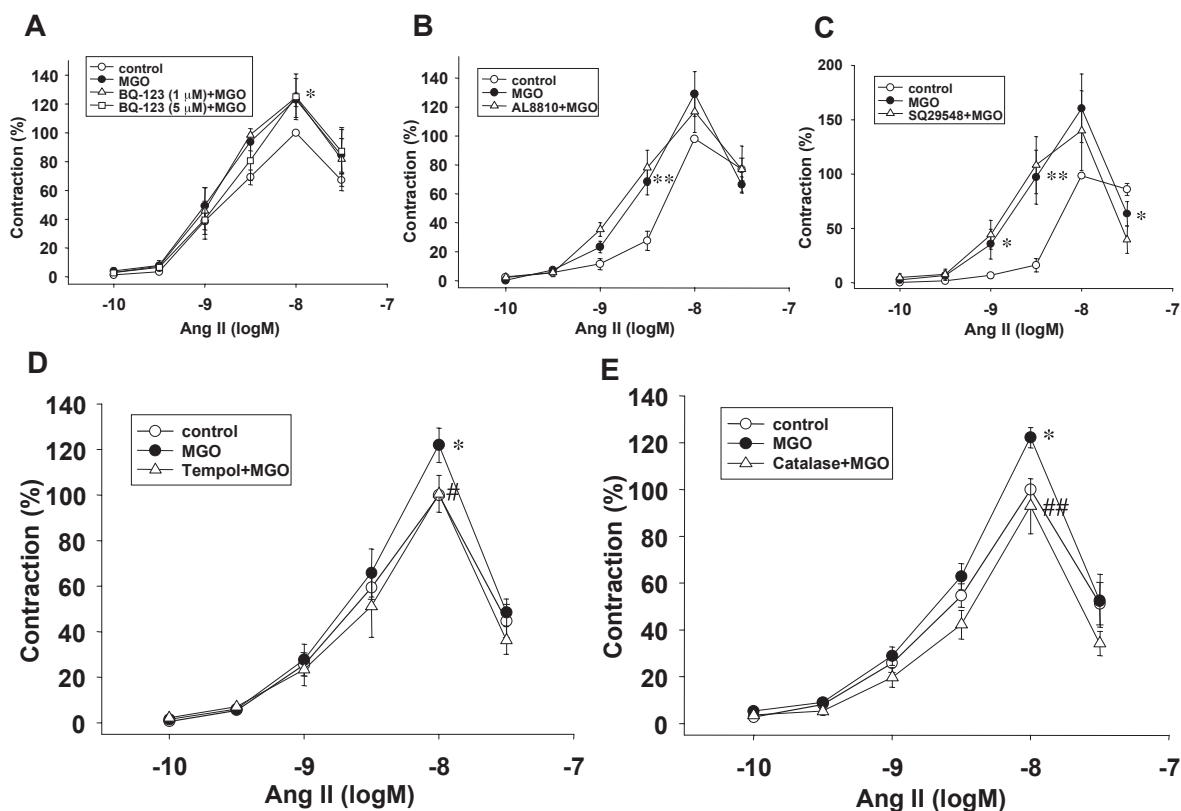 A
control
MGO
BQ-123 (1 μM)+MGO
BQ-123 (5 μM)+MGO
Contraction (%)
140
120
100
80
60
40
20
0
*
-10
-9
-8
-7
Ang II (logM)
B
control
MGO
AL8810+MGO
Contraction (%)
140
120
100
80
60
40
20
0
**
-10
-9
-8
-7
Ang II (logM)
C
control
MGO
SQ29548+MGO
Contraction (%)
200
150
100
50
0
**
*
*
-10
-9
-8
-7
Ang II (logM)
D
control
MGO
Tempol+MGO
Contraction (%)
140
120
100
80
60
40
20
0
*
#
-10
-9
-8
-7
Ang II (logM)
E
control
MGO
Catalase+MGO
Contraction (%)
140
120
100
80
60
40
20
0
*
##
-10
-9
-8
-7
Ang II (logM)